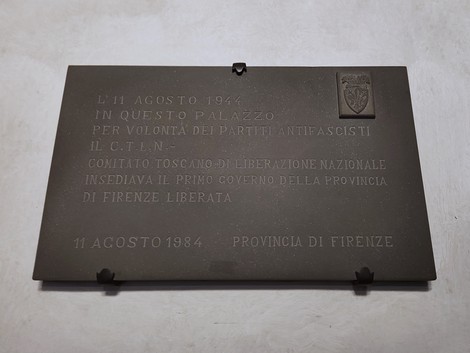 L'11 AGOSTO 1944
IN QUESTO PALAZZO
PER VOLONTÀ DEI PARTITI ANTIFASCISTI
IL C.T.L.N.-
COMITATO TOSCANO DI LIBERAZIONE NAZIONALE
INSEDIAVA IL PRIMO GOVERNO DELLA PROVINCIA
DI FIRENZE LIBERATA
11 AGOSTO 1984 PROVINCIA DI FIRENZE